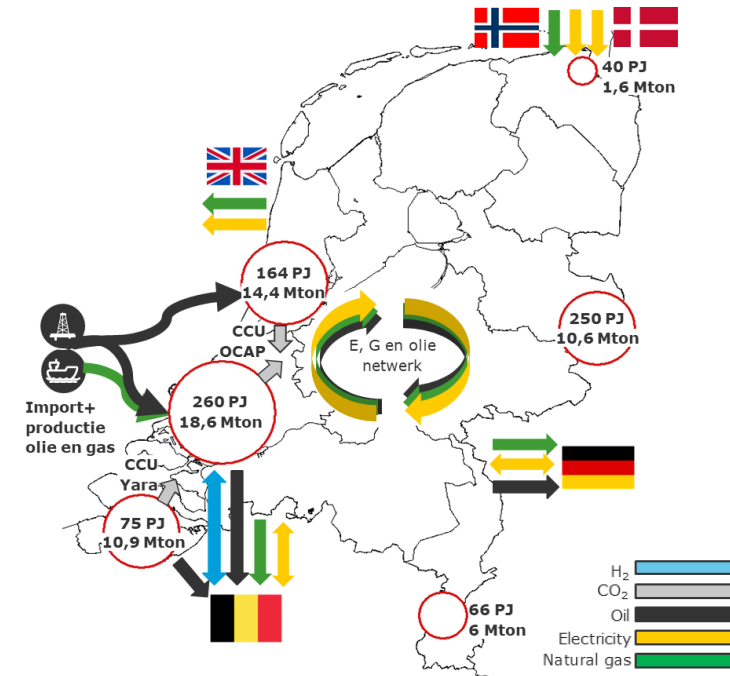 40 PJ
1,6 Mton
164 PJ
14,4 Mton
CCU
OCAP
E, G en olie
netwerk
250 PJ
10,6 Mton
Import+
productie
olie en gas
260 PJ
18,6 Mton
CCU
Yara
75 PJ
10,9 Mton
66 PJ
6 Mton
H₂
CO₂
Oil
Electricity
Natural gas